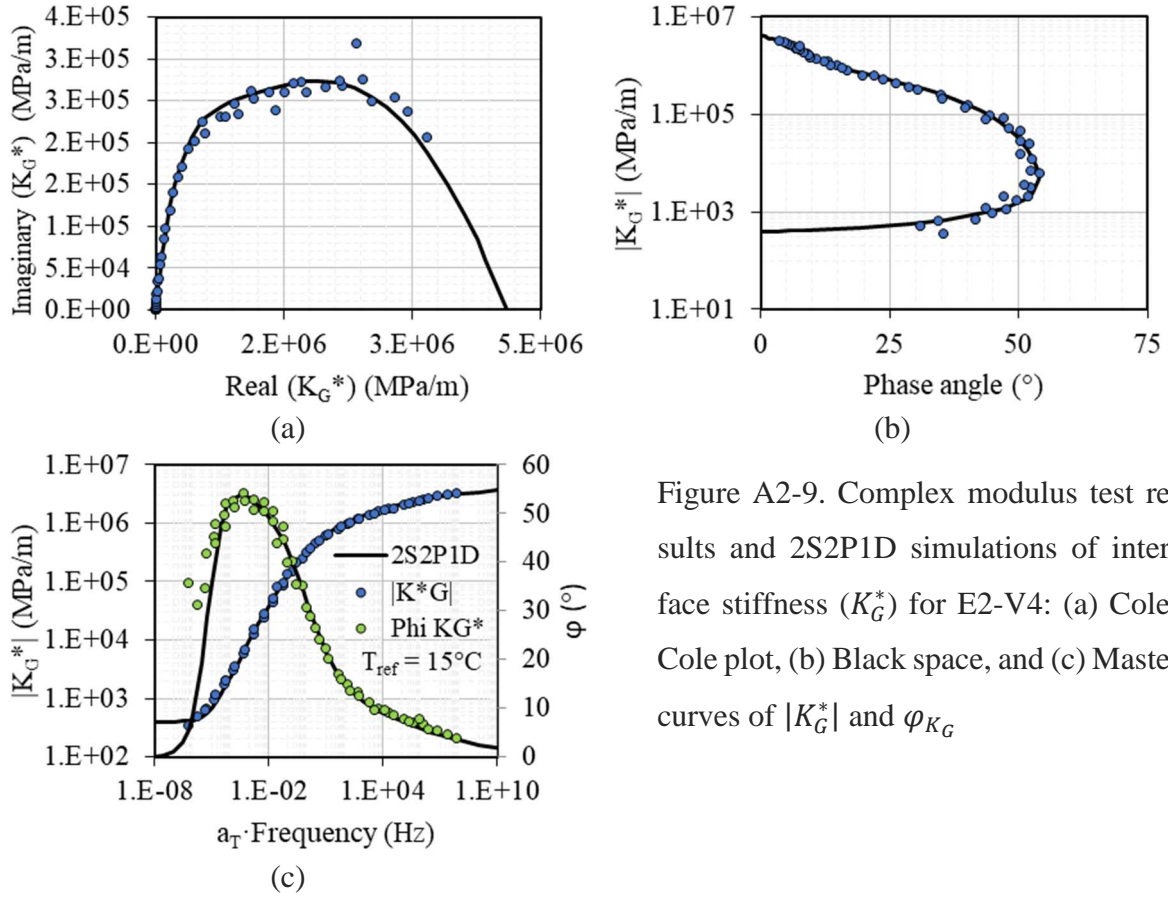 4.E+05
3.E+05
3.E+05
2.E+05
2.E+05
1.E+05
5.E+04
0.E+00
Imaginary (K_G*) (MPa/m)
0.E+00 2.E+06 3.E+06 5.E+06
Real (K_G*) (MPa/m)
(a)
1.E+07
1.E+05
1.E+03
1.E+01
|K_G*| (MPa/m)
0 25 50 75
Phase angle (°)
(b)
1.E+07
1.E+06
1.E+05
1.E+04
1.E+03
1.E+02
|K_G*| (MPa/m)
60
50
40
30
20
10
0
φ (°)
2S2P1D
|K*G|
Phi KG*
T_ref = 15°C
1.E-08 1.E-02 1.E+04 1.E+10
a_T·Frequency (Hz)
(c)
Figure A2-9. Complex modulus test re
sults and 2S2P1D simulations of inter
face stiffness (K_G^*) for E2-V4: (a) Cole
Cole plot, (b) Black space, and (c) Maste
curves of |K_G^*| and φ_{K_G}